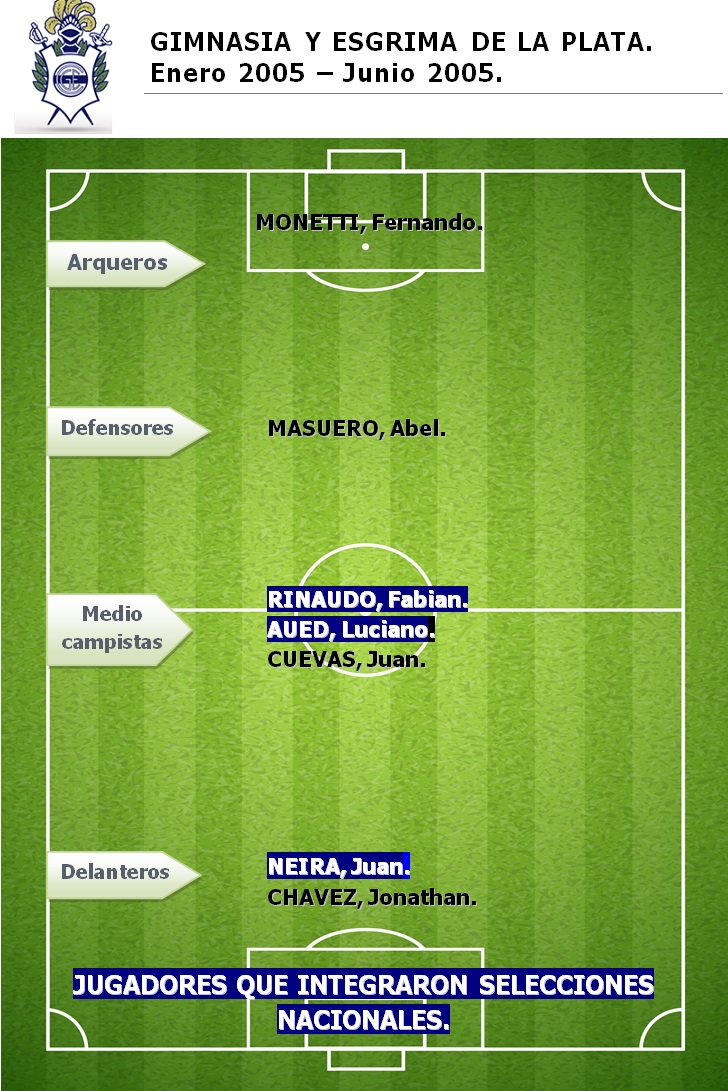 GIMNASIA Y ESGRIMA DE LA PLATA.
Enero 2005 – Junio 2005.
MONETTI, Fernando.
Arqueros
Defensores
MASUERO, Abel.
Medio
campistas
RINAUDO, Fabian.
AUED, Luciano.
CUEVAS, Juan.
Delanteros
NEIRA, Juan.
CHAVEZ, Jonathan.
JUGADORES QUE INTEGRARON SELECCIONES
NACIONALES.